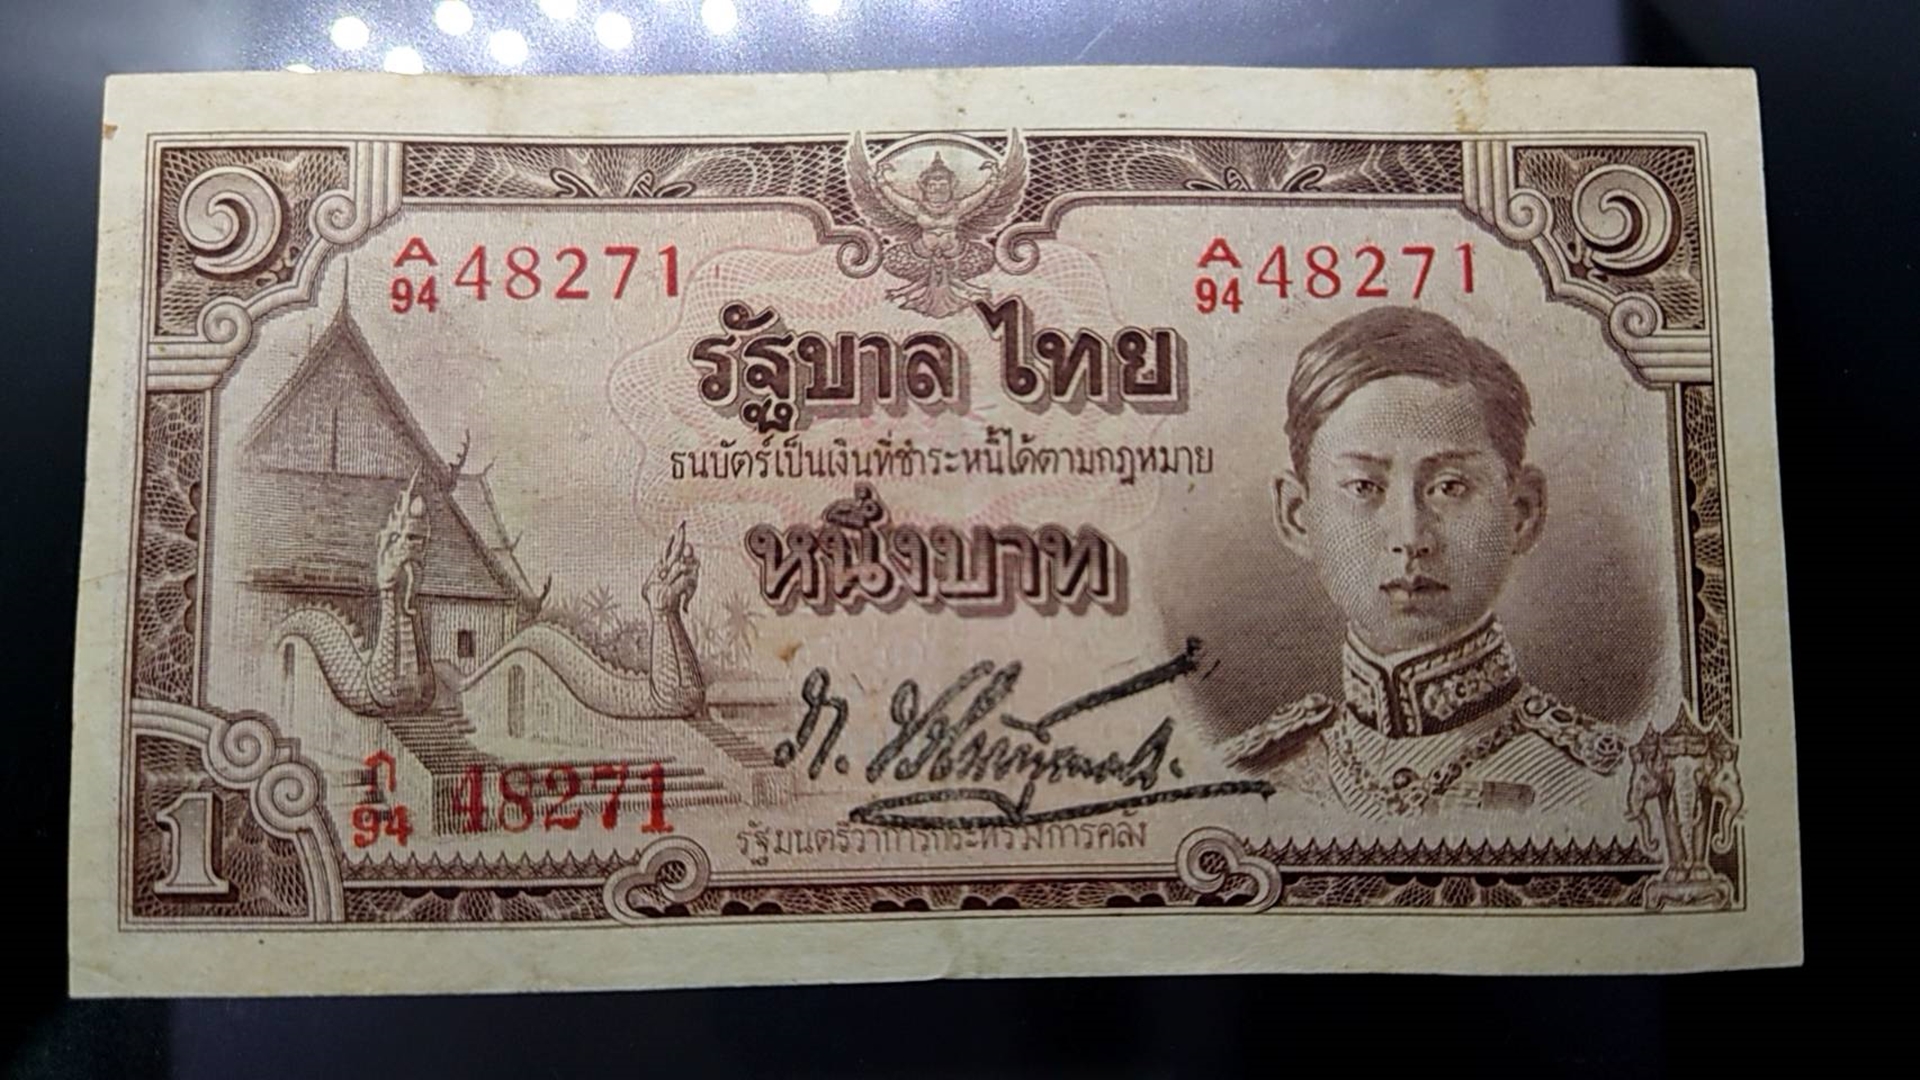 ๑ ๑
A/94 48271 A/94 48271
รัฐบาลไทย
ธนบัตร์เป็นเงินที่ชำระหนี้ได้ตามกฎหมาย
หนึ่งบาท
ก/94 48271
รัฐมนตรีว่าการกระทรวงการคลัง
1